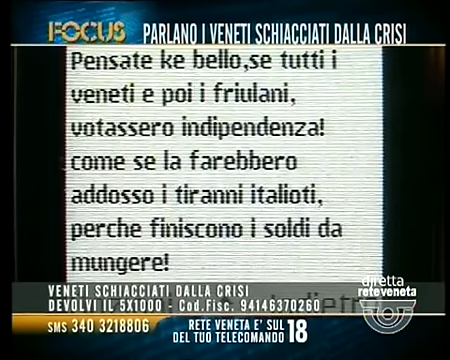 FOCUS PARLANO I VENETI SCHIACCIATI DALLA CRISI
Pensate ke bello,se tutti i
veneti e poi i friulani,
votassero indipendenza!
come se la farebbero
addosso i tiranni italioti,
perche finiscono i soldi da
mungere!
diretta
reteveneta
VENETI SCHIACCIATI DALLA CRISI
DEVOLVI IL 5X1000 Cod.Fisc. 94146370260
SMS 340 3218806
RETE VENETA E' SUL
DEL TUO TELECOMANDO 18